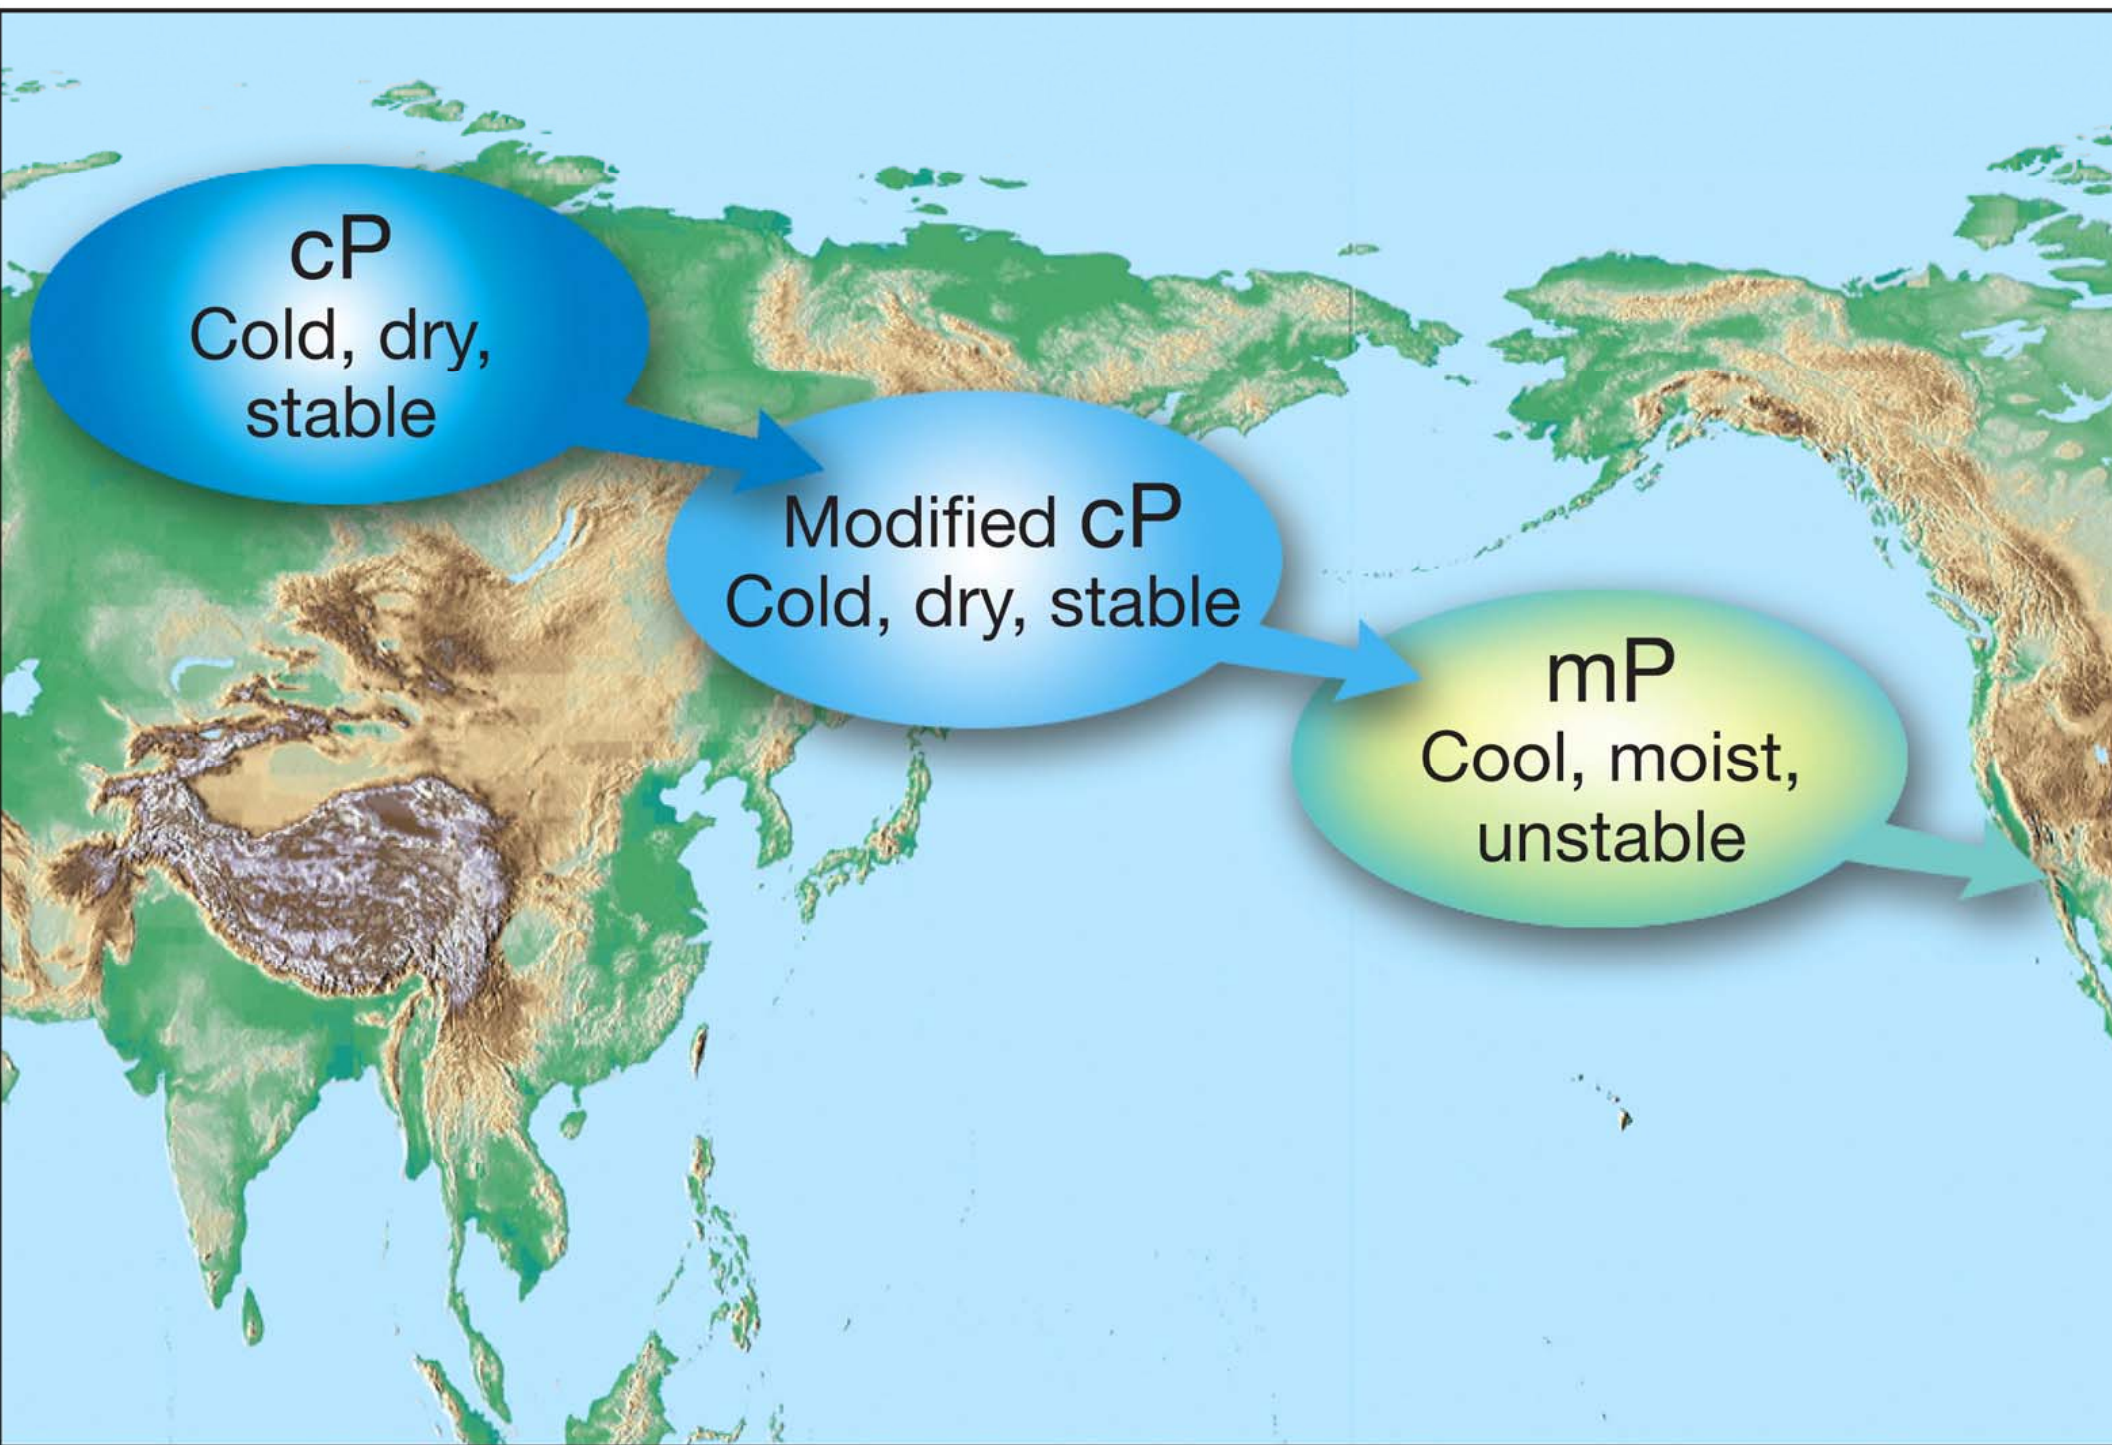 cP
Cold, dry,
stable
Modified cP
Cold, dry, stable
mP
Cool, moist,
unstable